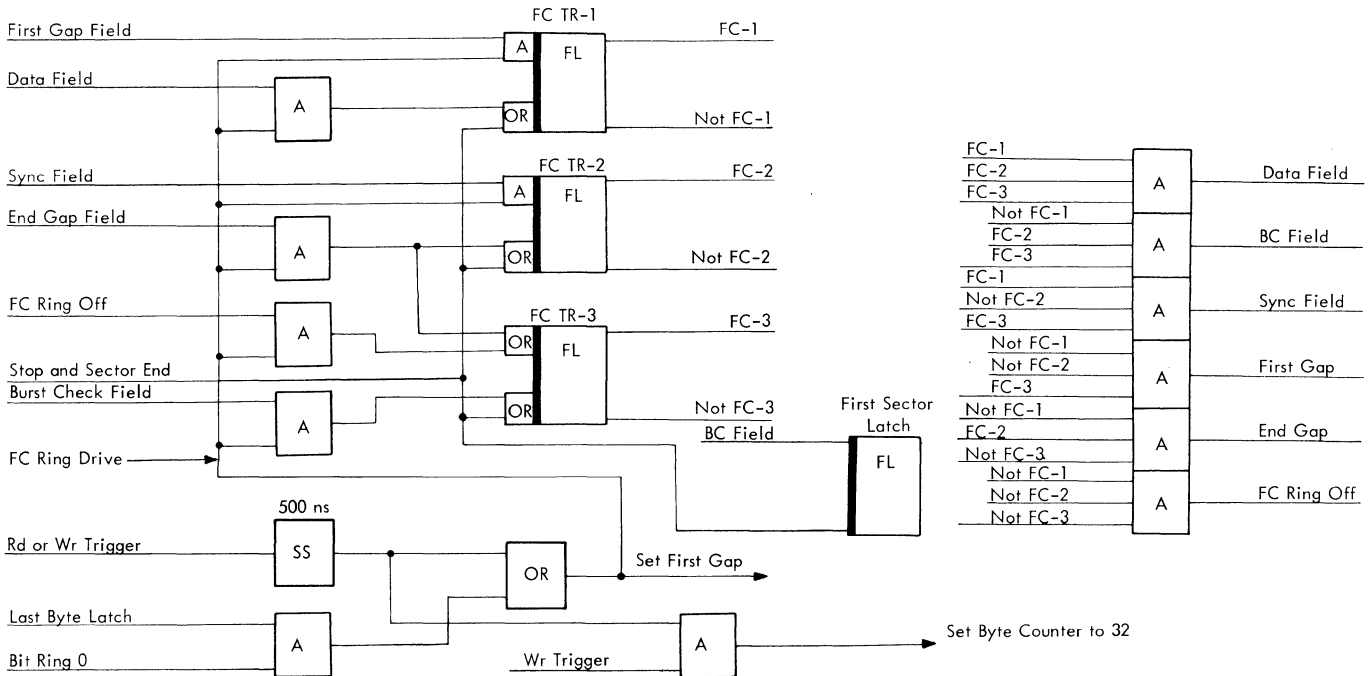 FC TR-1
First Gap Field
FC-1
A
FL
Data Field
A
OR
Not FC-1
FC TR-2
Sync Field
FC-2
A
FL
End Gap Field
A
OR
Not FC-2
FC Ring Off
FC TR-3
A
OR
FL
FC-3
Stop and Sector End
Burst Check Field
A
OR
Not FC-3
BC Field
First Sector
Latch
FL
FC Ring Drive
500 ns
Rd or Wr Trigger
SS
OR
Set First Gap
Last Byte Latch
A
Bit Ring 0
Wr Trigger
A
Set Byte Counter to 32
FC-1
FC-2
FC-3
A
Data Field
Not FC-1
FC-2
FC-3
A
BC Field
FC-1
Not FC-2
FC-3
A
Sync Field
Not FC-1
Not FC-2
FC-3
A
First Gap
Not FC-1
FC-2
Not FC-3
A
End Gap
Not FC-1
Not FC-2
Not FC-3
A
FC Ring Off